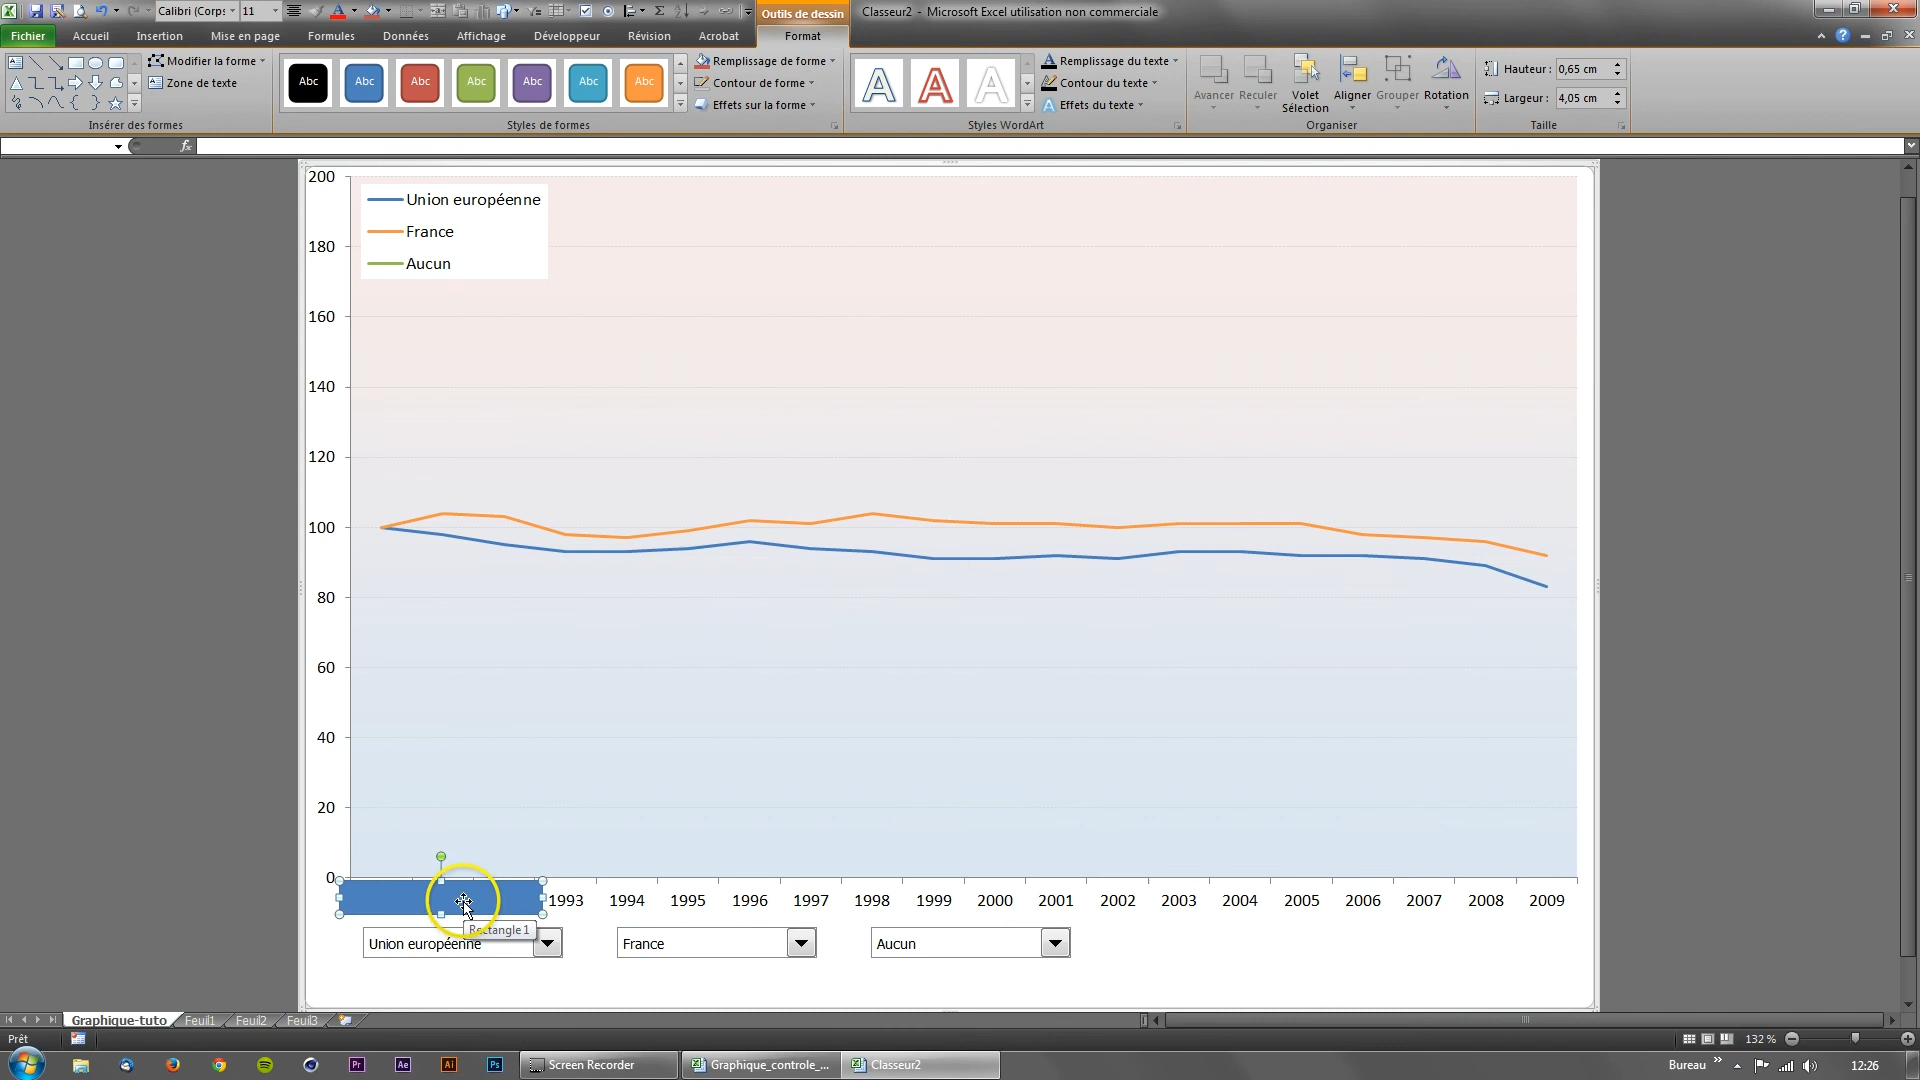 Calibri (Corps 11 Outils de dessin Classeur2 - Microsoft Excel utilisation non commerciale
Fichier Accueil Insertion Mise en page Formules Données Affichage Développeur Révision Acrobat Format
Modifier la forme
Zone de texte
Insérer des formes
Abc Abc Abc Abc Abc Abc Abc
Remplissage de forme
Contour de forme
Effets sur la forme
Styles de formes
A A A
Remplissage du texte
Contour du texte
Effets du texte
Styles WordArt
Avancer Reculer Volet Sélection Aligner Grouper Rotation
Organiser
Hauteur : 0,65 cm
Largeur : 4,05 cm
Taille
fx
200
180
160
140
120
100
80
60
40
20
0
Union européenne
France
Aucun
1993 1994 1995 1996 1997 1998 1999 2000 2001 2002 2003 2004 2005 2006 2007 2008 2009
Rectangle 1
Union européenne France Aucun
Graphique-tuto Feuil1 Feuil2 Feuil3
Prêt 132 %
Pr Ae Ai Ps Screen Recorder Graphique_controle_... Classeur2 Bureau 12:26